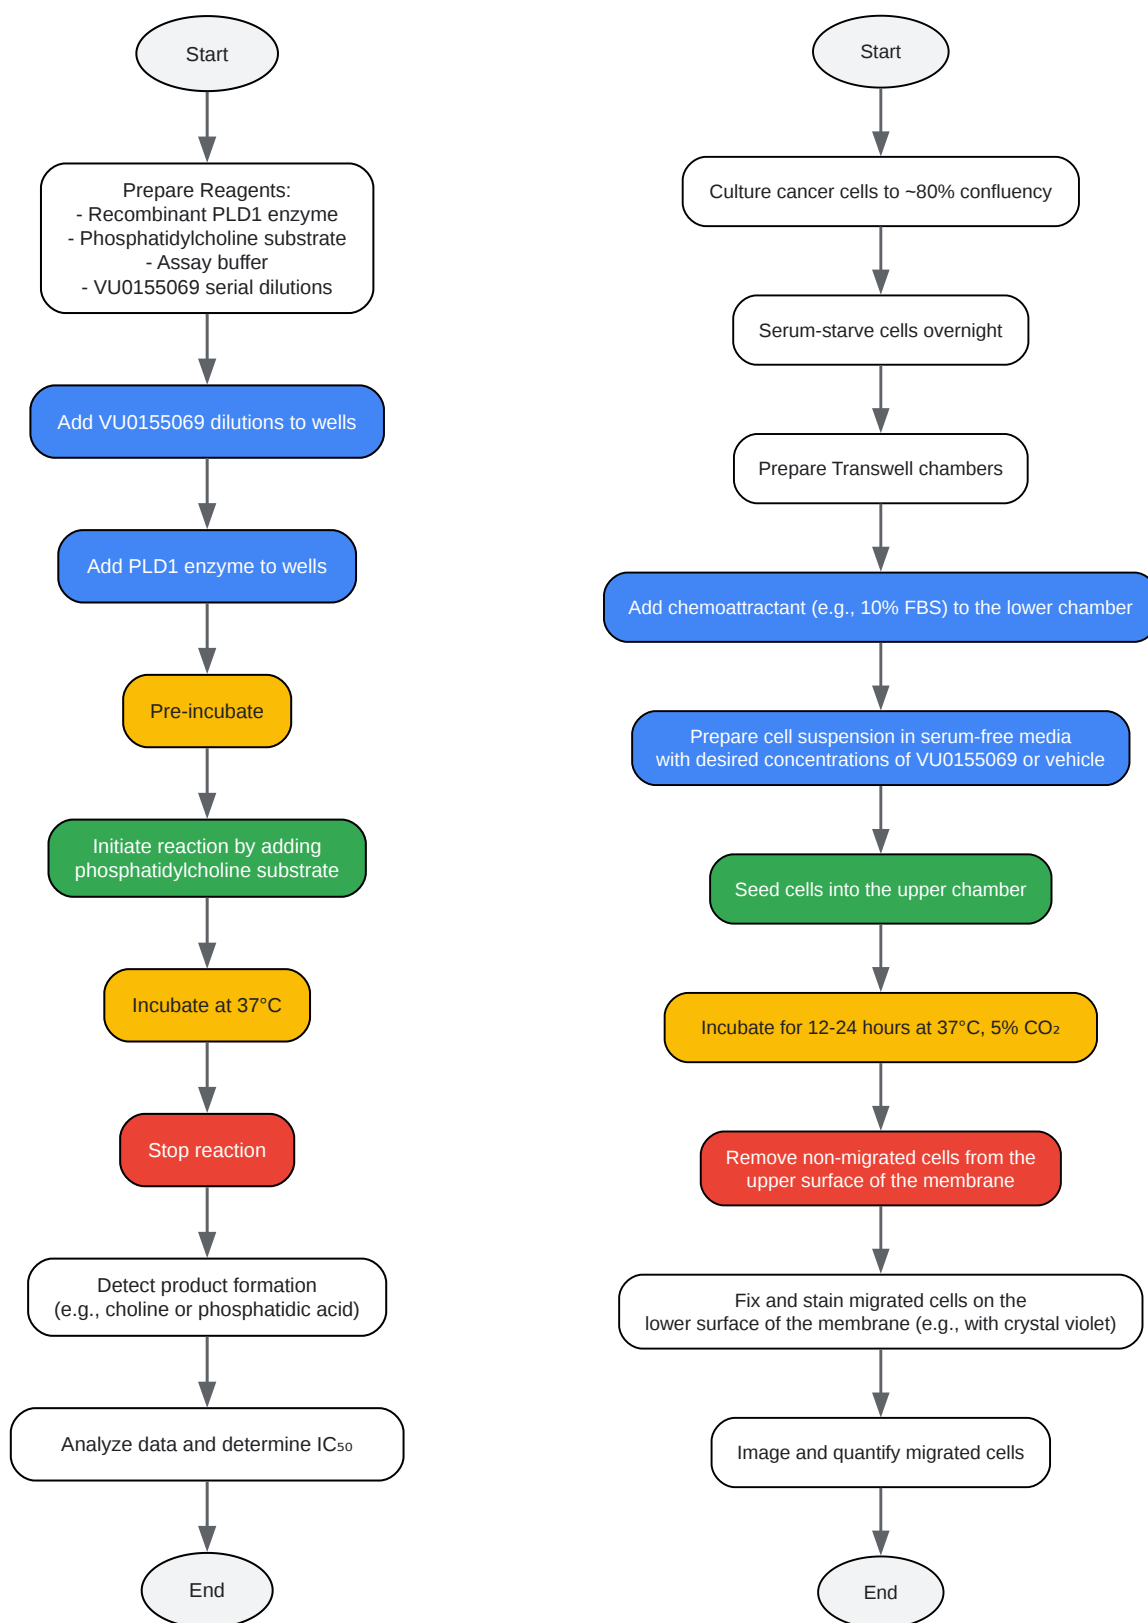 Start
Prepare Reagents:
- Recombinant PLD1 enzyme
- Phosphatidylcholine substrate
- Assay buffer
- VU0155069 serial dilutions
Add VU0155069 dilutions to wells
Add PLD1 enzyme to wells
Pre-incubate
Initiate reaction by adding
phosphatidylcholine substrate
Incubate at 37°C
Stop reaction
Detect product formation
(e.g., choline or phosphatidic acid)
Analyze data and determine IC₅₀
End
Start
Culture cancer cells to ~80% confluency
Serum-starve cells overnight
Prepare Transwell chambers
Add chemoattractant (e.g., 10% FBS) to the lower chamber
Prepare cell suspension in serum-free media
with desired concentrations of VU0155069 or vehicle
Seed cells into the upper chamber
Incubate for 12-24 hours at 37°C, 5% CO₂
Remove non-migrated cells from the
upper surface of the membrane
Fix and stain migrated cells on the
lower surface of the membrane (e.g., with crystal violet)
Image and quantify migrated cells
End